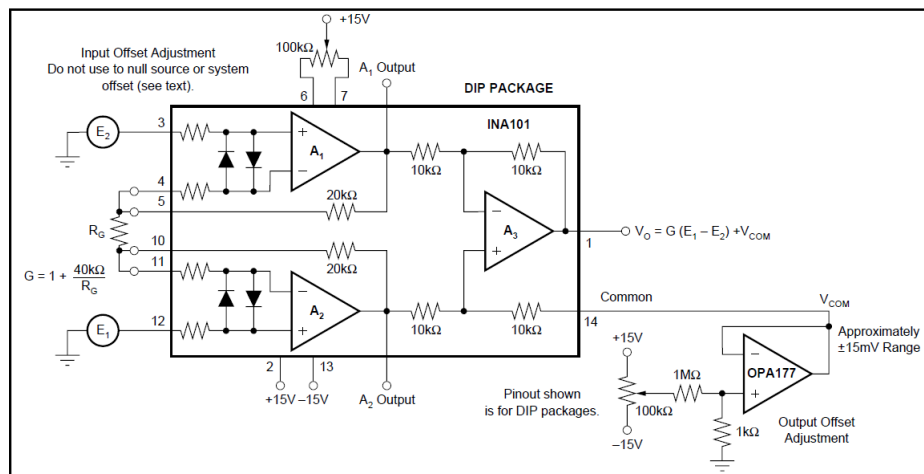 +15V
Input Offset Adjustment
Do not use to null source or system
offset (see text).
100kΩ
A1 Output
6
7
DIP PACKAGE
INA101
E2
3
+
A1
–
10kΩ
10kΩ
4
5
20kΩ
RG
–
A3
+
1
VO = G (E1 – E2) +VCOM
10
20kΩ
G = 1 + 40kΩ
RG
11
–
A2
+
Common
VCOM
E1
12
10kΩ
10kΩ
14
Approximately
±15mV Range
2
13
+15V
–15V
A2 Output
Pinout shown
is for DIP packages.
+15V
100kΩ
–15V
1MΩ
–
OPA177
+
1kΩ
Output Offset
Adjustment